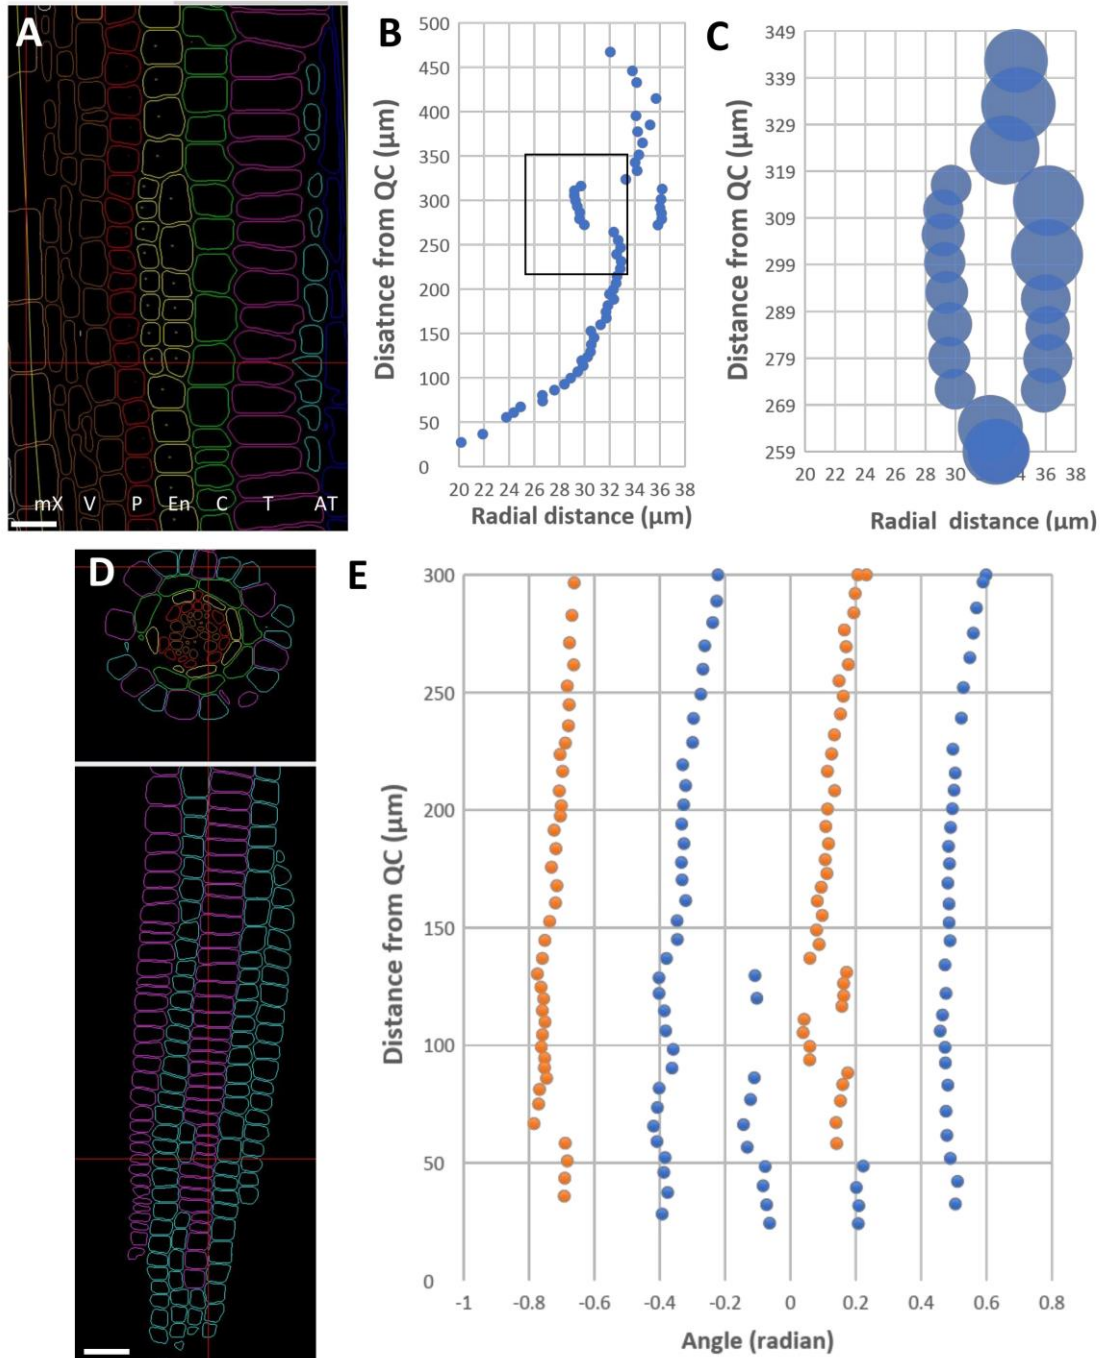 A
mX V P En C T AT
B
500
450
400
350
300
250
200
150
100
50
0
Disatnce from QC (μm)
20 22 24 26 28 30 32 34 36 38
Radial distance (μm)
C
349
339
329
319
309
299
289
279
269
259
Distance from QC (μm)
20 22 24 26 28 30 34 36 38
Radial distance (μm)
D
E
300
250
200
150
100
50
0
Distance from QC (μm)
-1 -0.8 -0.6 -0.4 -0.2 0 0.2 0.4 0.6 0.8
Angle (radian)